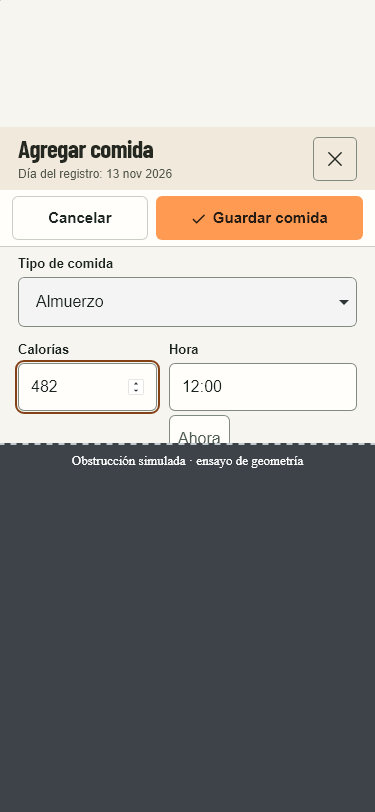 Agregar comida
Día del registro: 13 nov 2026
Cancelar
Guardar comida
Tipo de comida
Almuerzo
Calorías
Hora
482
12:00
Ahora
Obstrucción simulada · ensayo de geometría